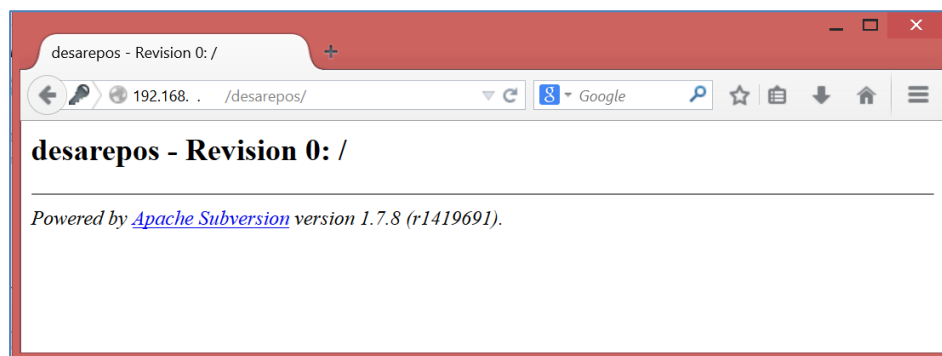 desarepos - Revision 0: /
192.168. . /desarepos/
Google
desarepos - Revision 0: /
Powered by Apache Subversion version 1.7.8 (r1419691).